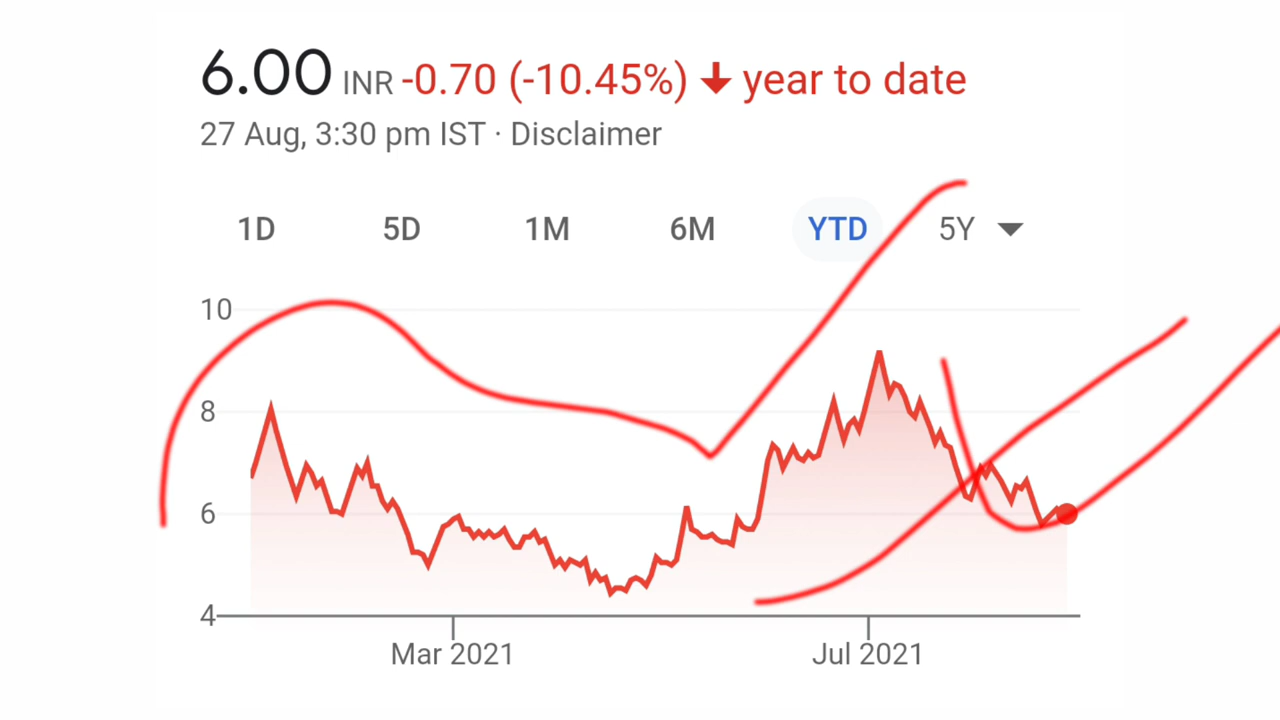 6.00 INR -0.70 (-10.45%) ↓ year to date
27 Aug, 3:30 pm IST · Disclaimer
1D 5D 1M 6M YTD 5Y
10
8
6
4
Mar 2021 Jul 2021